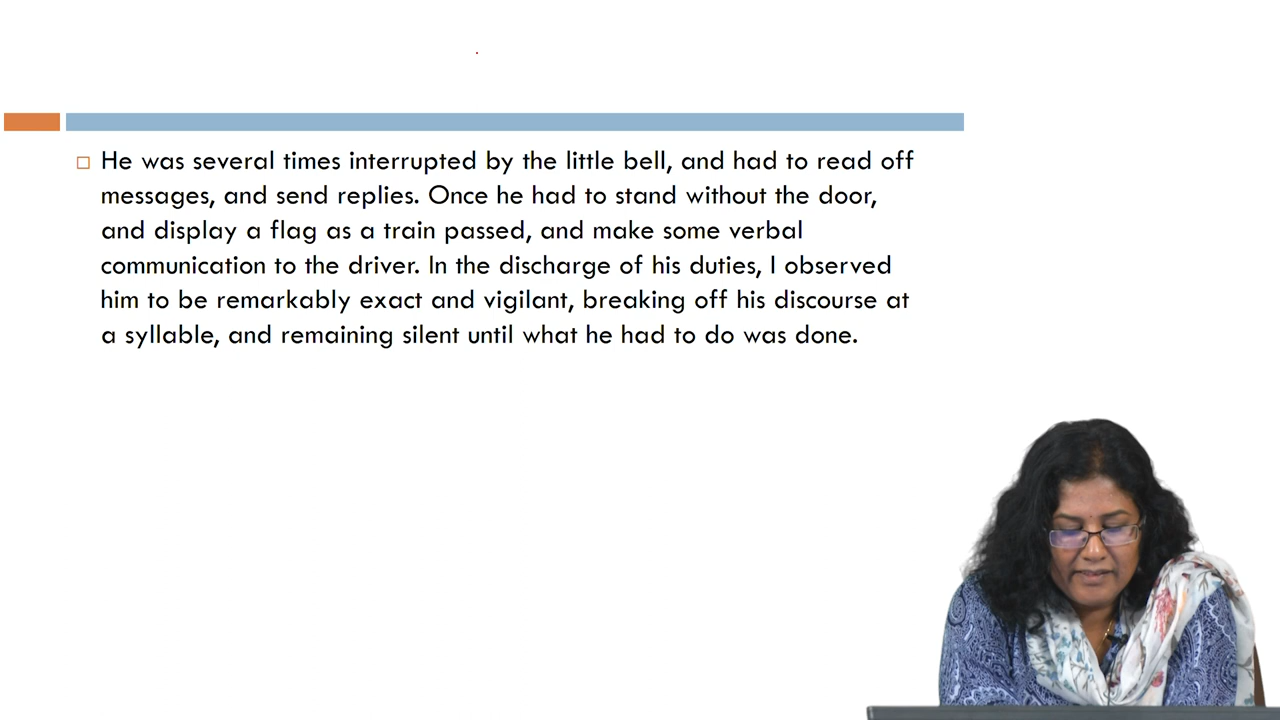 He was several times interrupted by the little bell, and had to read off
messages, and send replies. Once he had to stand without the door,
and display a flag as a train passed, and make some verbal
communication to the driver. In the discharge of his duties, I observed
him to be remarkably exact and vigilant, breaking off his discourse at
a syllable, and remaining silent until what he had to do was done.